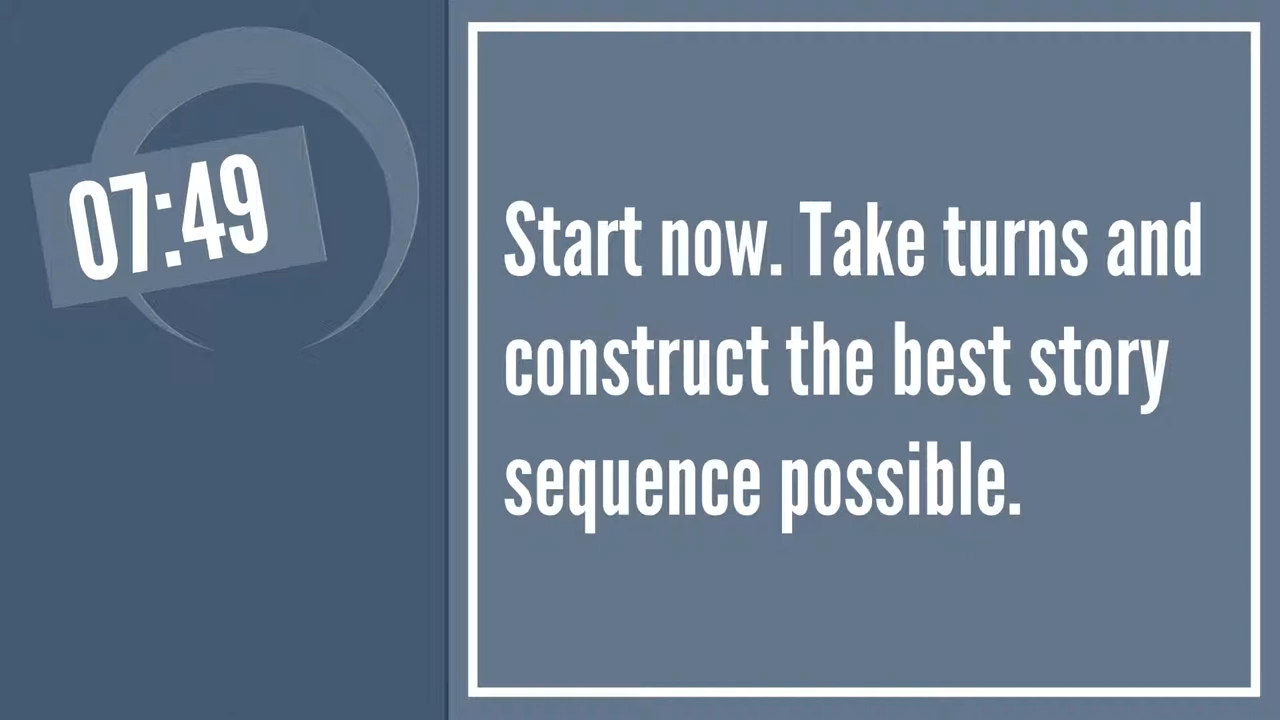 07:49
Start now. Take turns and
construct the best story
sequence possible.